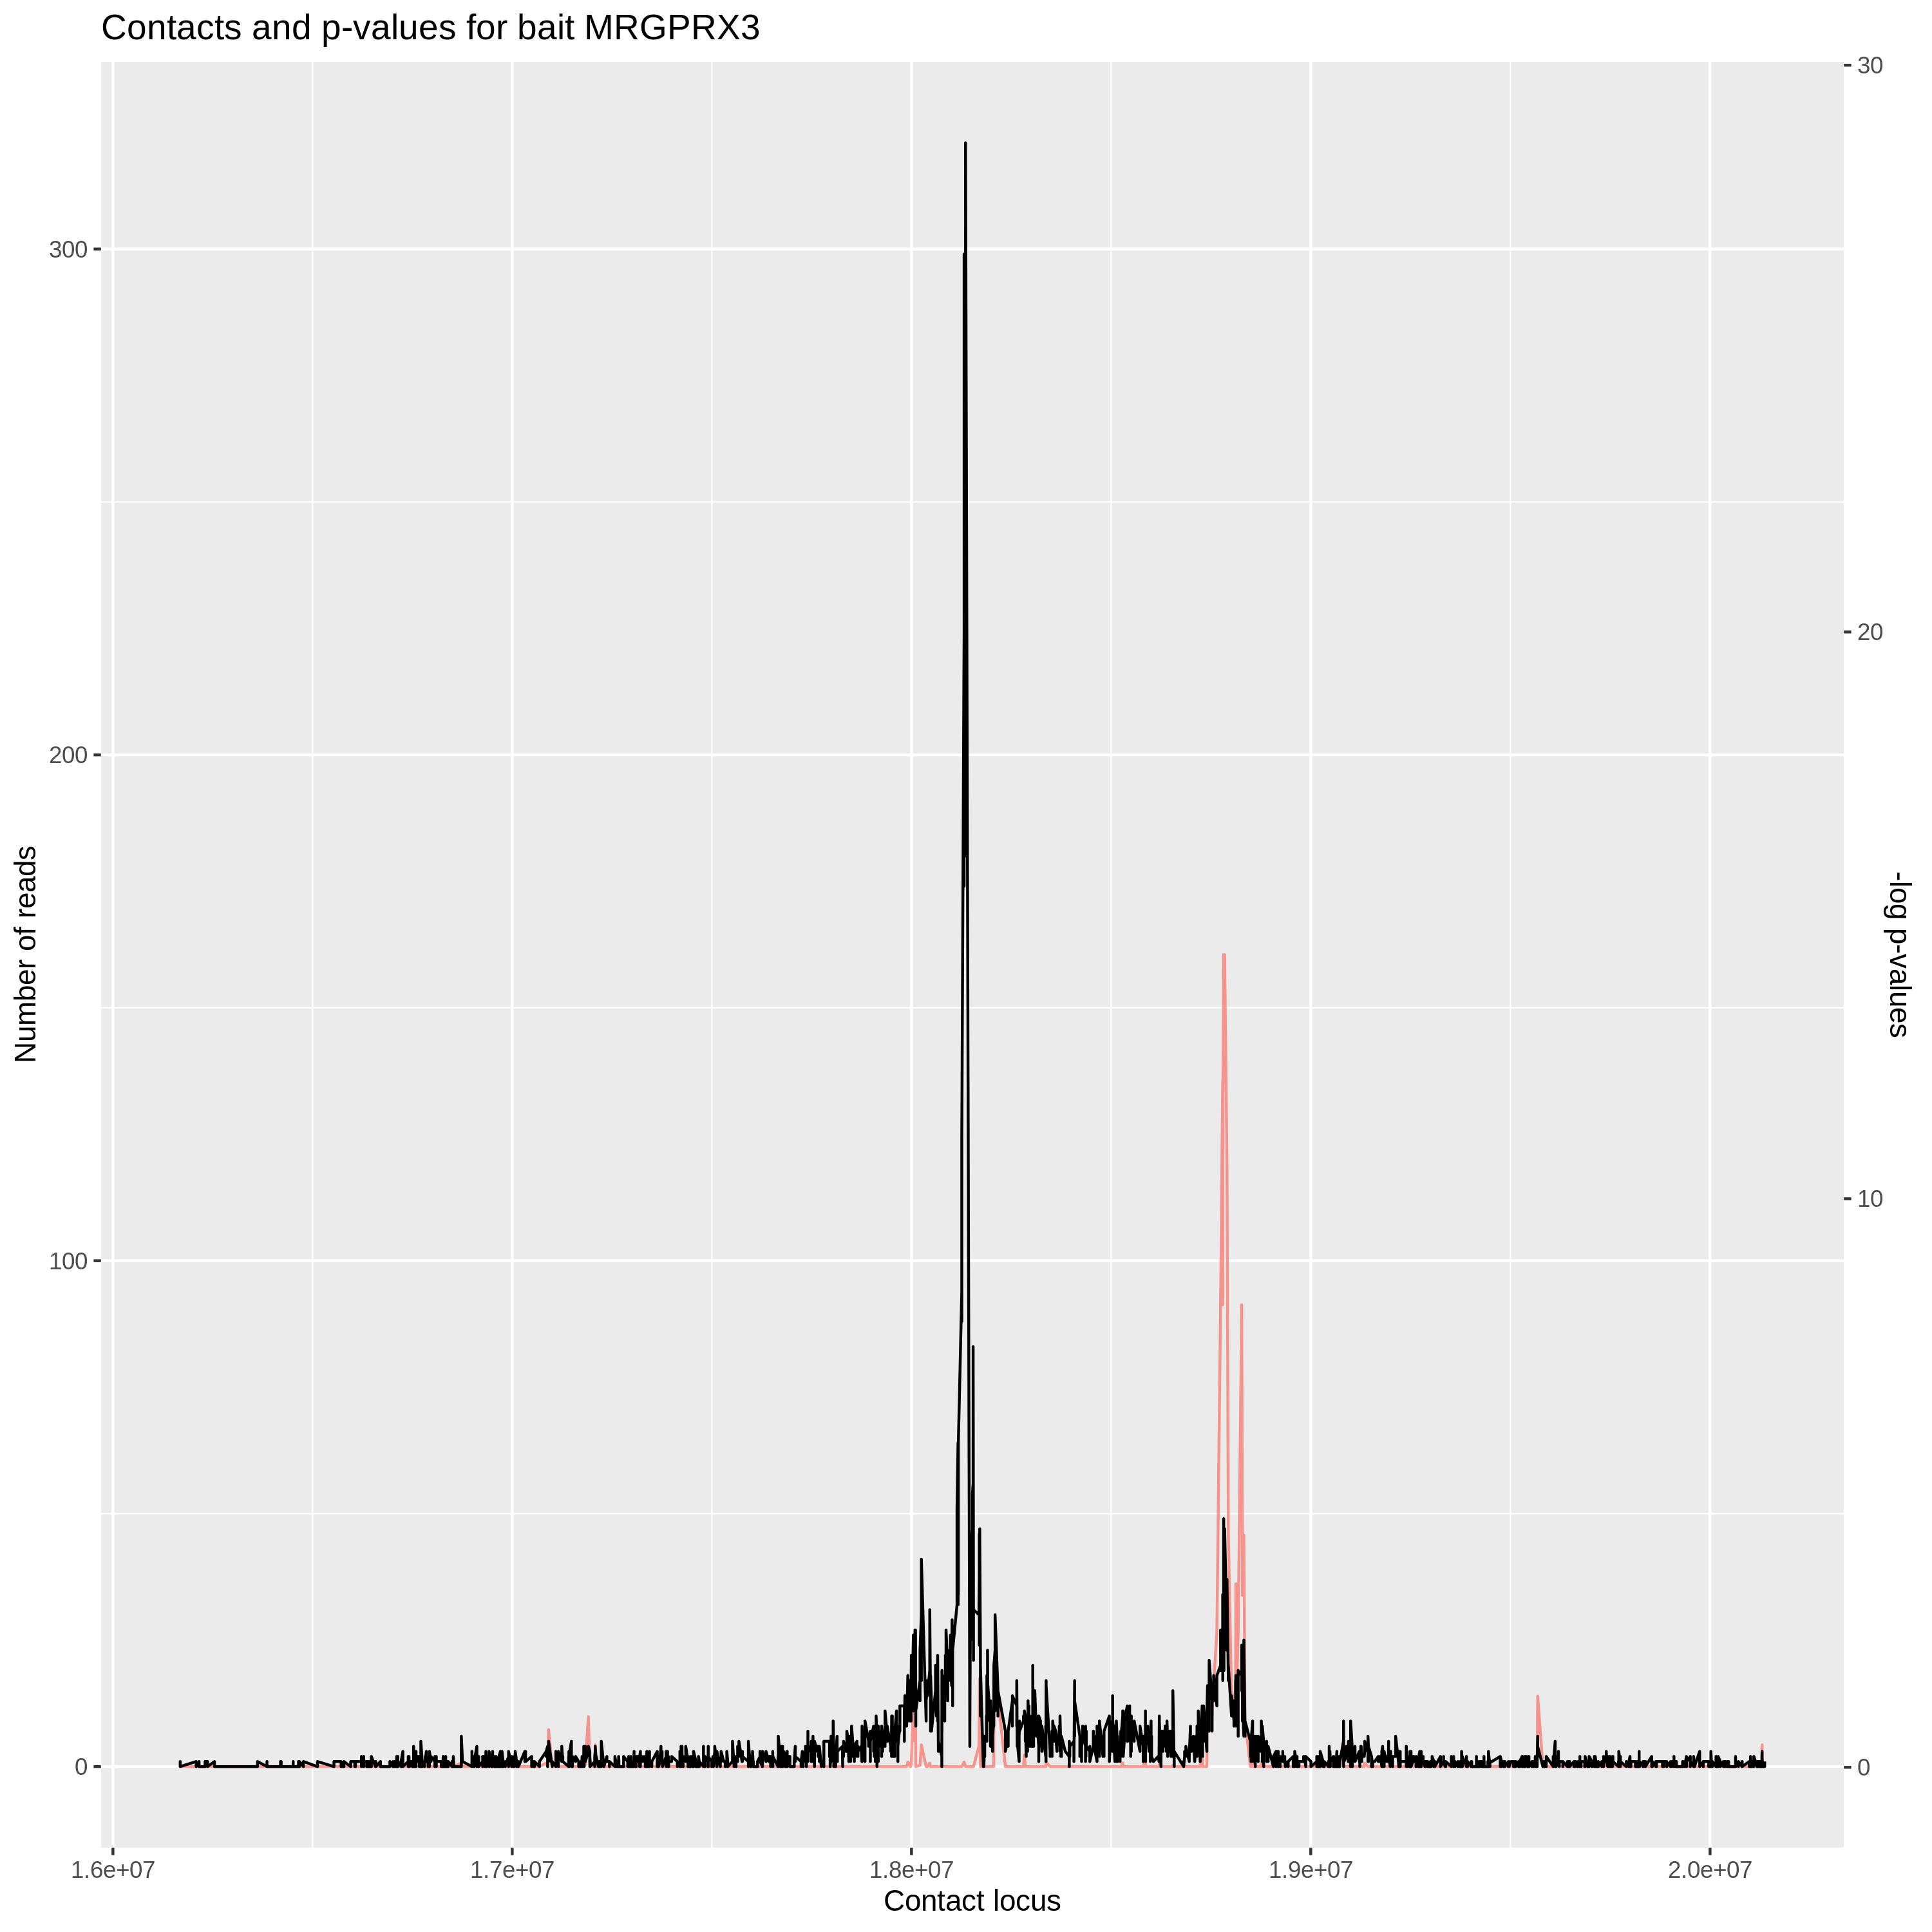 Contacts and p-values for bait MRGPRX3
30
300
20
200
Number of reads
-log p-values
10
100
0
0
1.6e+07
1.7e+07
1.8e+07
1.9e+07
2.0e+07
Contact locus